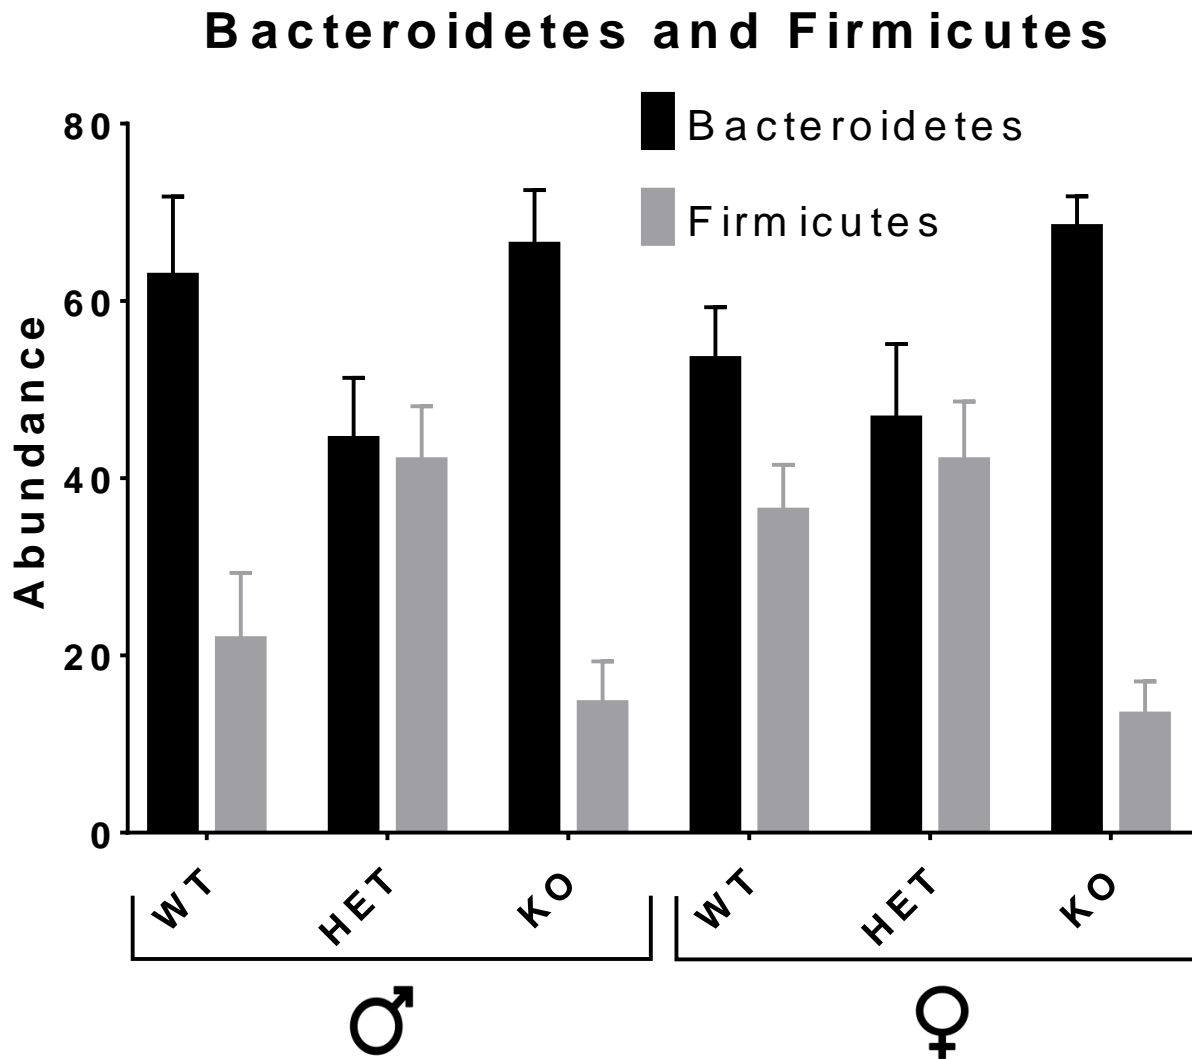 Bacteroidetes and Firmicutes
Bacteroidetes
Firmicutes
Abundance
80
60
40
20
0
WT HET KO WT HET KO
♂ ♀